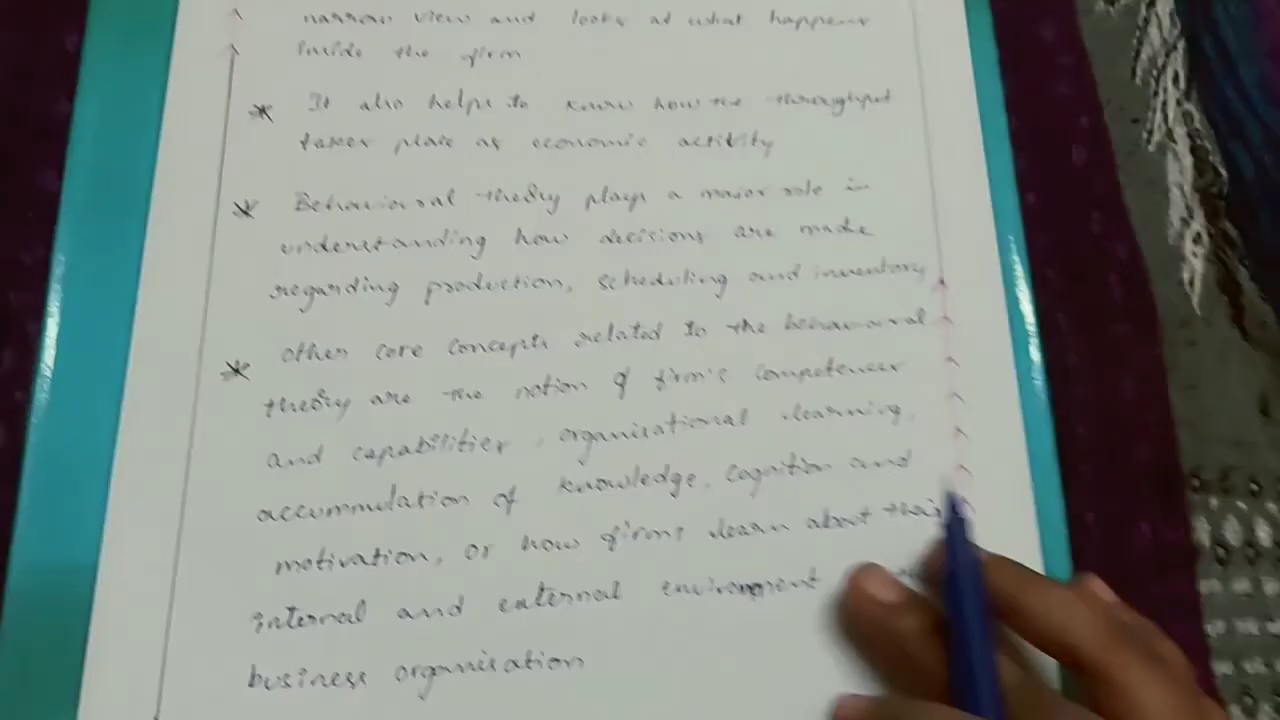 narrow view and looks at what happens
inside the firm
* It also helps to know how the throughput
takes place as economic activity
* Behavioural theory plays a major role in
understanding how decisions are made
regarding production, scheduling and inventory
* Other core concepts related to the behavioural
theory are the notion of firm's competences
and capabilities, organisational learning,
accummulation of knowledge, cognition and
motivation, or how firms learn about their
internal and external environment
business organisation